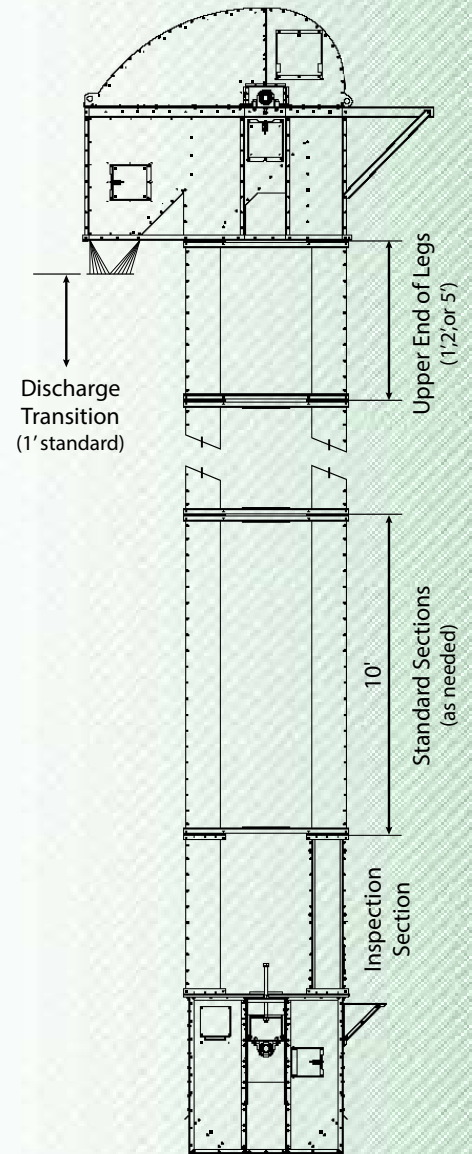 Upper End of Legs
(1',2',or 5')
Discharge
Transition
(1' standard)
10'
Standard Sections
(as needed)
Inspection
Section